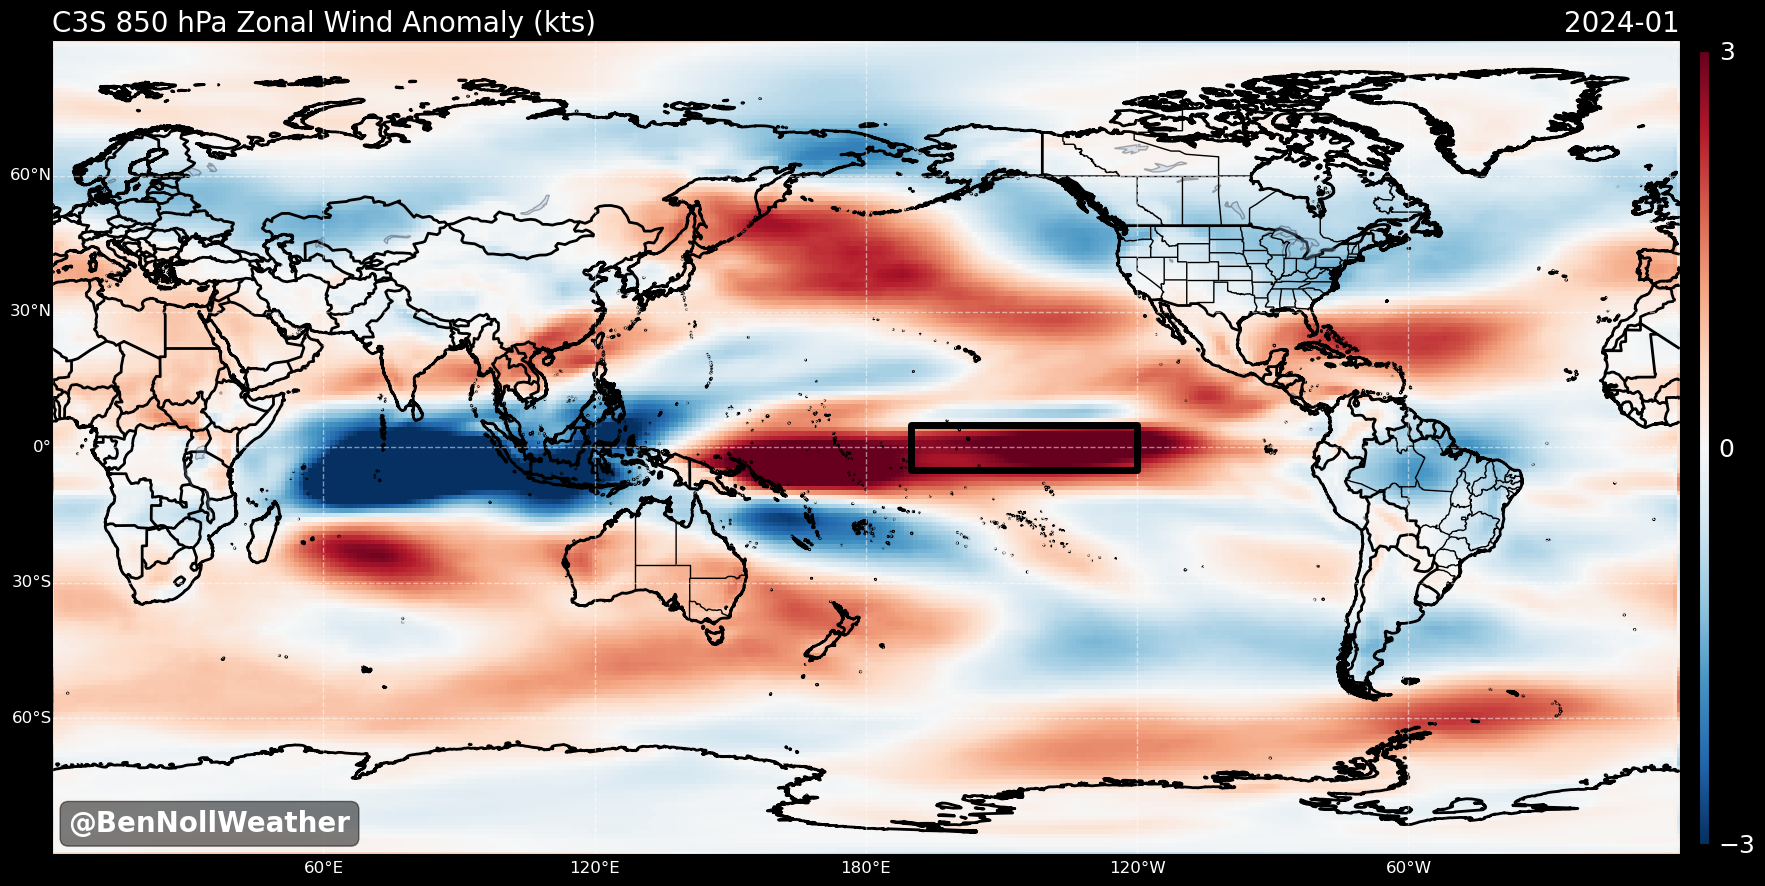 C3S 850 hPa Zonal Wind Anomaly (kts)
2024-01
3
60°N
30°N
0°
0
30°S
60°S
@BenNollWeather
−3
60°E
120°E
180°E
120°W
60°W